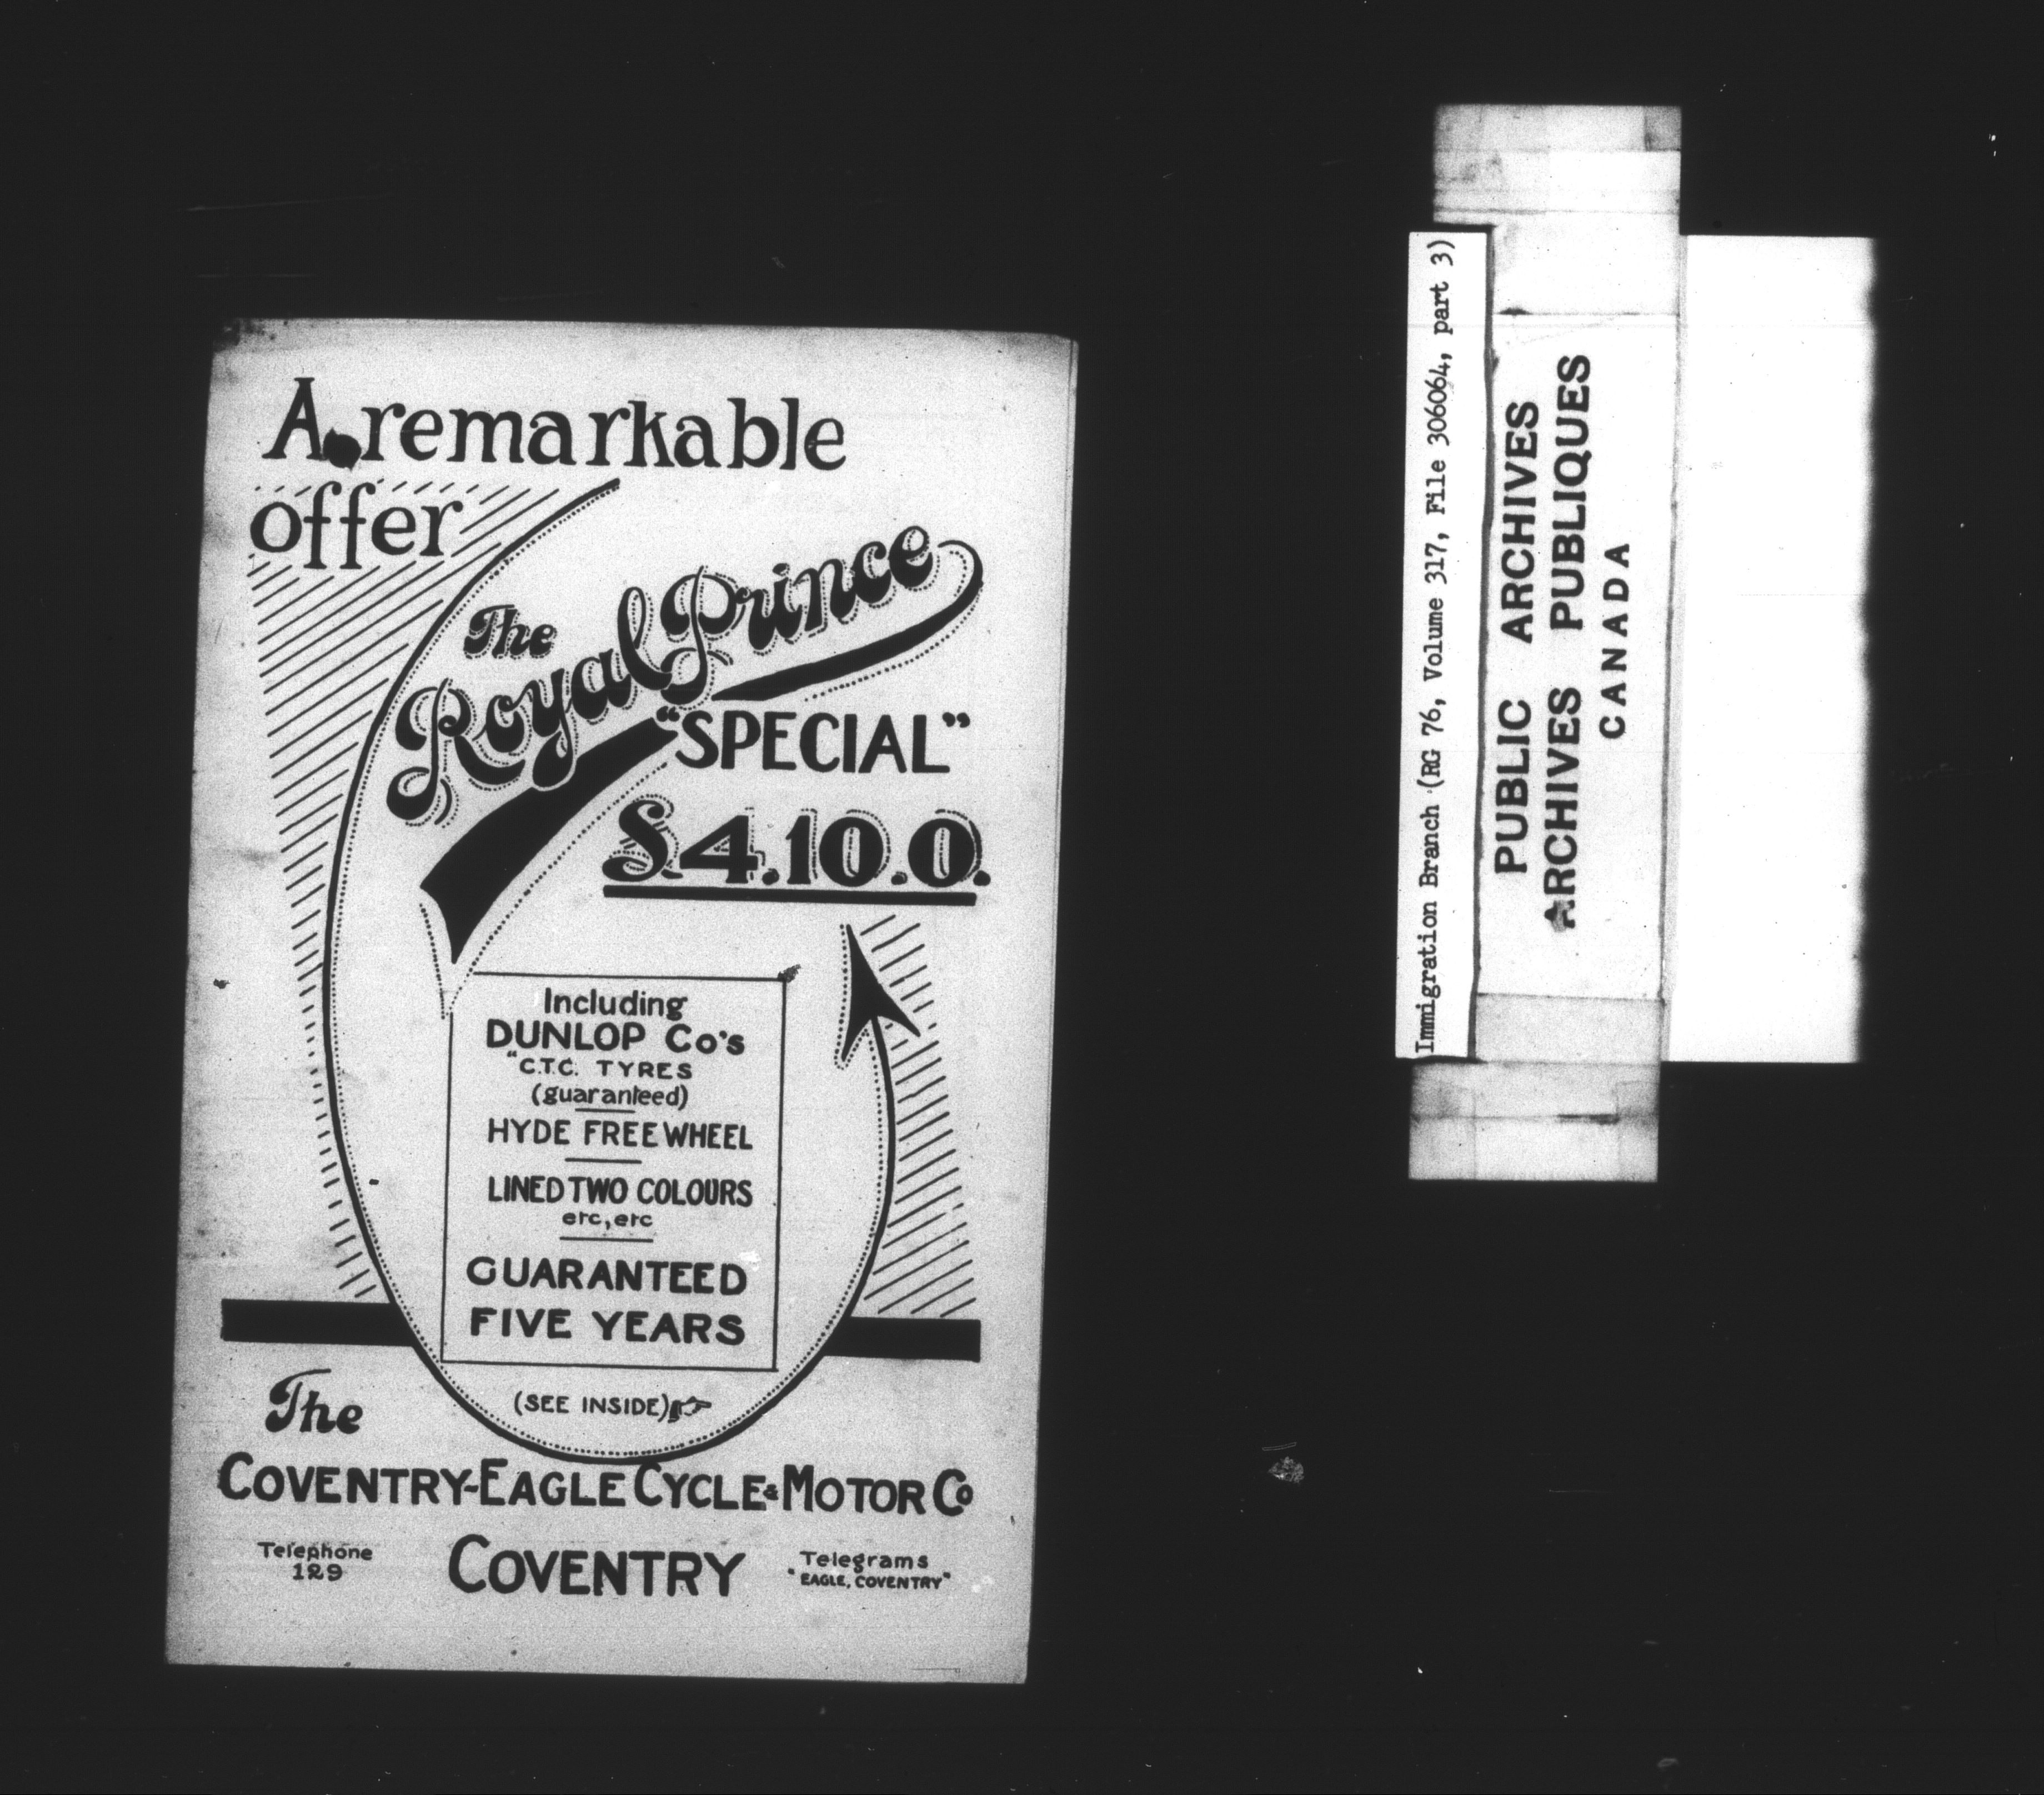 A remarkable
offer
The
Royal Prince
"SPECIAL"
£4.10.0.
Including
DUNLOP Co's
"C.T.C. TYRES
(guaranteed)
HYDE FREEWHEEL
LINED TWO COLOURS
etc, etc
GUARANTEED
FIVE YEARS
(SEE INSIDE)
The
COVENTRY-EAGLE CYCLE & MOTOR Co
Telephone
129
COVENTRY
Telegrams
"EAGLE, COVENTRY"
Immigration Branch (RG 76, Volume 317, File 306064, part 3)
PUBLIC ARCHIVES
ARCHIVES PUBLIQUES
CANADA